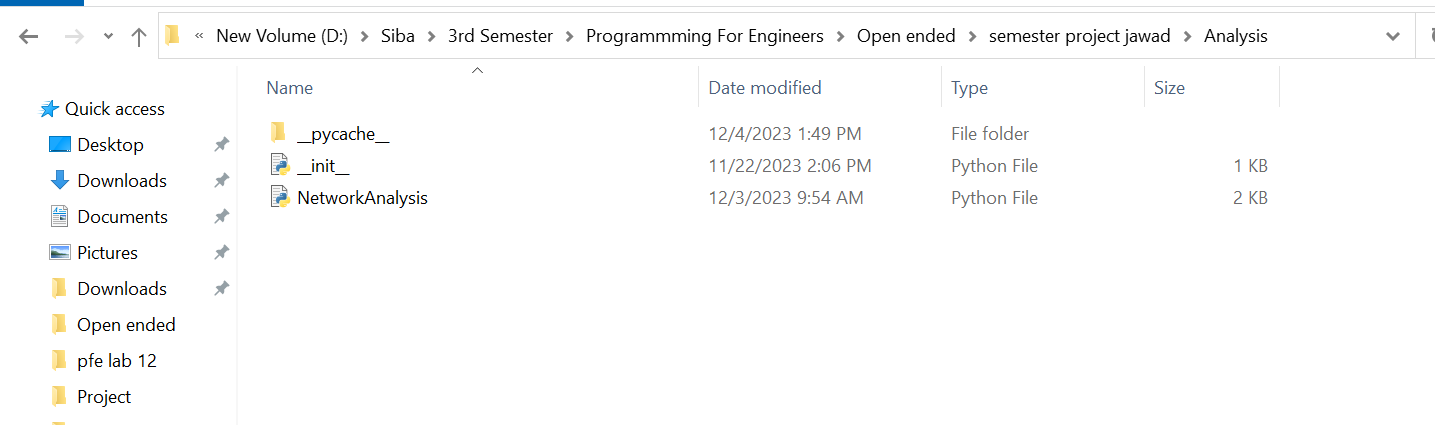 « New Volume (D:) > Siba > 3rd Semester > Programmming For Engineers > Open ended > semester project jawad > Analysis
Name Date modified Type Size
Quick access
Desktop
Downloads
Documents
Pictures
Downloads
Open ended
pfe lab 12
Project
__pycache__ 12/4/2023 1:49 PM File folder
__init__ 11/22/2023 2:06 PM Python File 1 KB
NetworkAnalysis 12/3/2023 9:54 AM Python File 2 KB